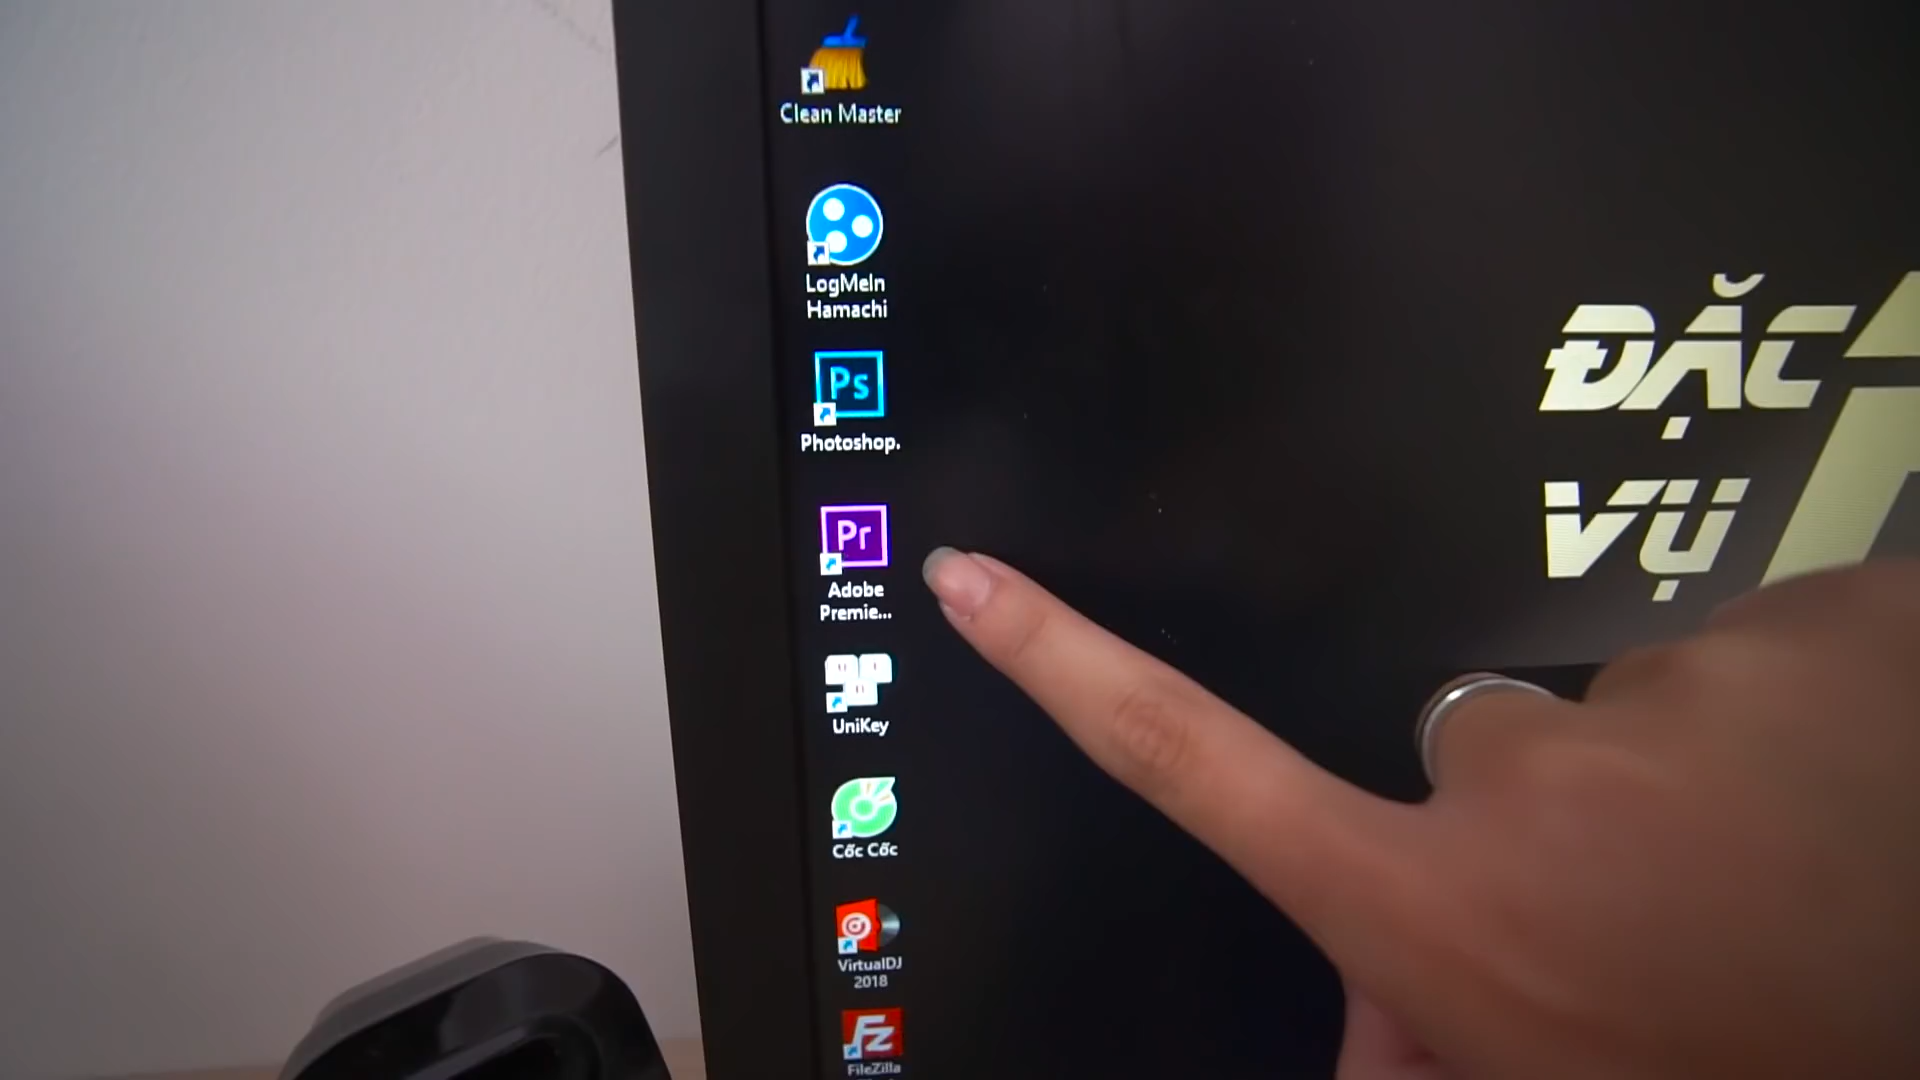 Clean Master
LogMeIn
Hamachi
Ps
Photoshop.
Pr
Adobe
Premie...
UniKey
Cốc Cốc
VirtualDJ
2018
Fz
FileZilla
ĐẶC
VỤ